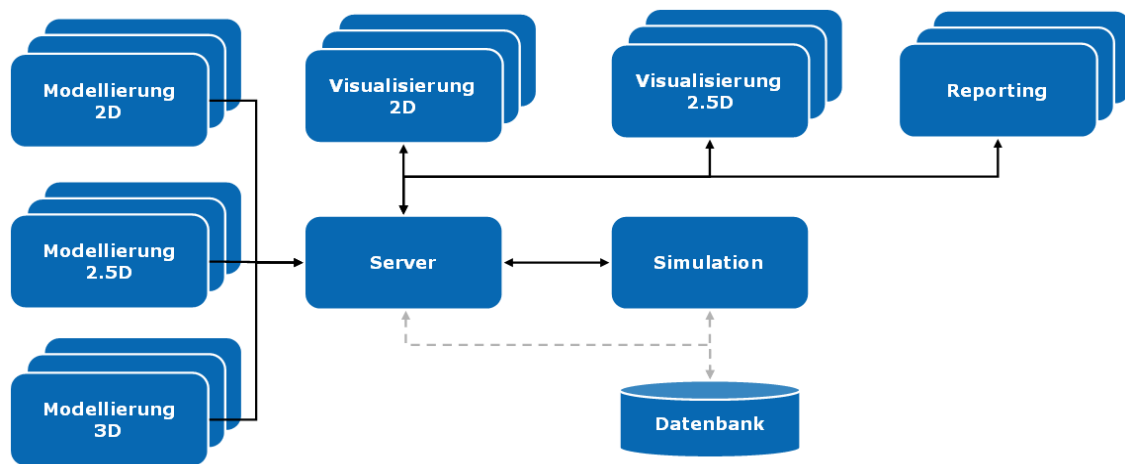 Modellierung
2D
Visualisierung
2D
Visualisierung
2.5D
Reporting
Modellierung
2.5D
Server
Simulation
Modellierung
3D
Datenbank